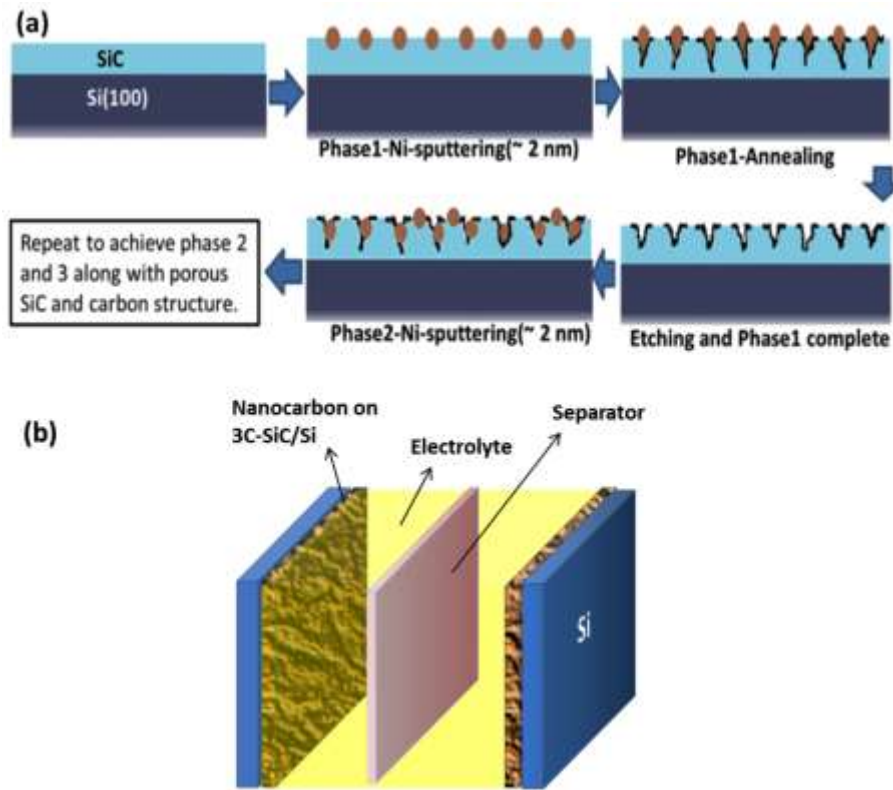 (a)
SiC
Si(100)
Phase1-Ni-sputtering(~ 2 nm)
Phase1-Annealing
Repeat to achieve phase 2
and 3 along with porous
SiC and carbon structure.
Phase2-Ni-sputtering(~ 2 nm)
Etching and Phase1 complete
(b)
Nanocarbon on
3C-SiC/Si
Electrolyte
Separator
Si